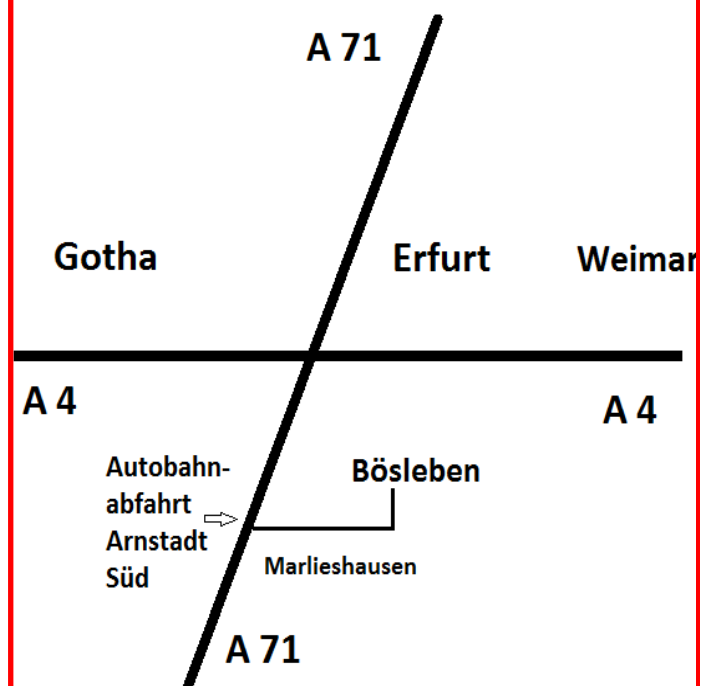 A 71
Gotha
Erfurt
Weimar
A 4
A 4
Autobahn-
abfahrt
Arnstadt
Süd
Bösleben
Marlieshausen
A 71